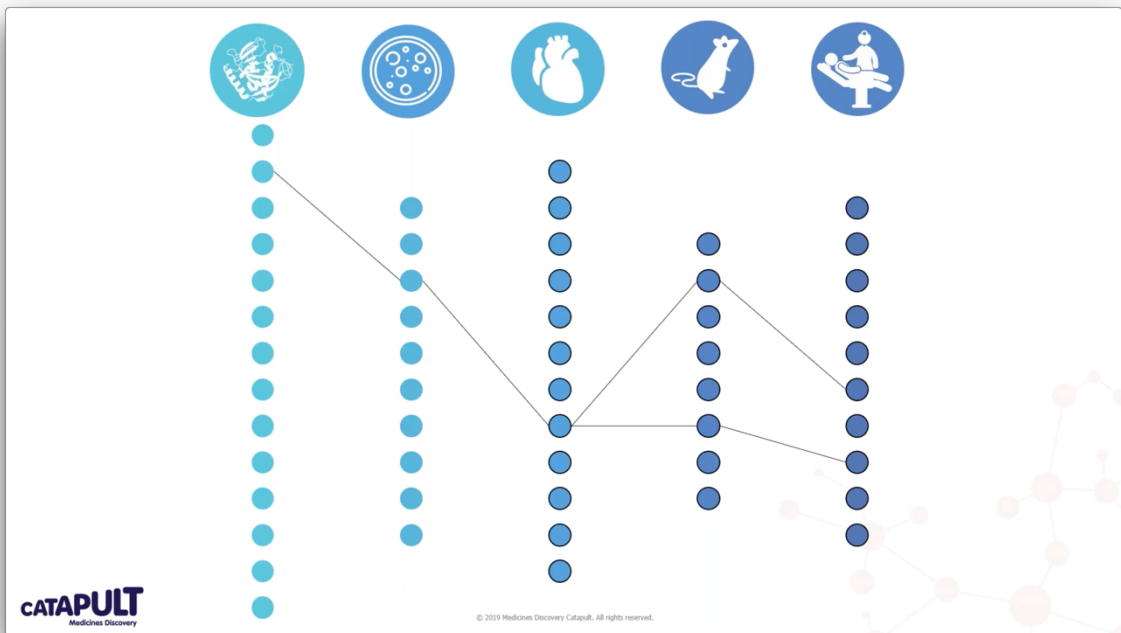 CATAPULT
Medicines Discovery
© 2019 Medicines Discovery Catapult. All rights reserved.